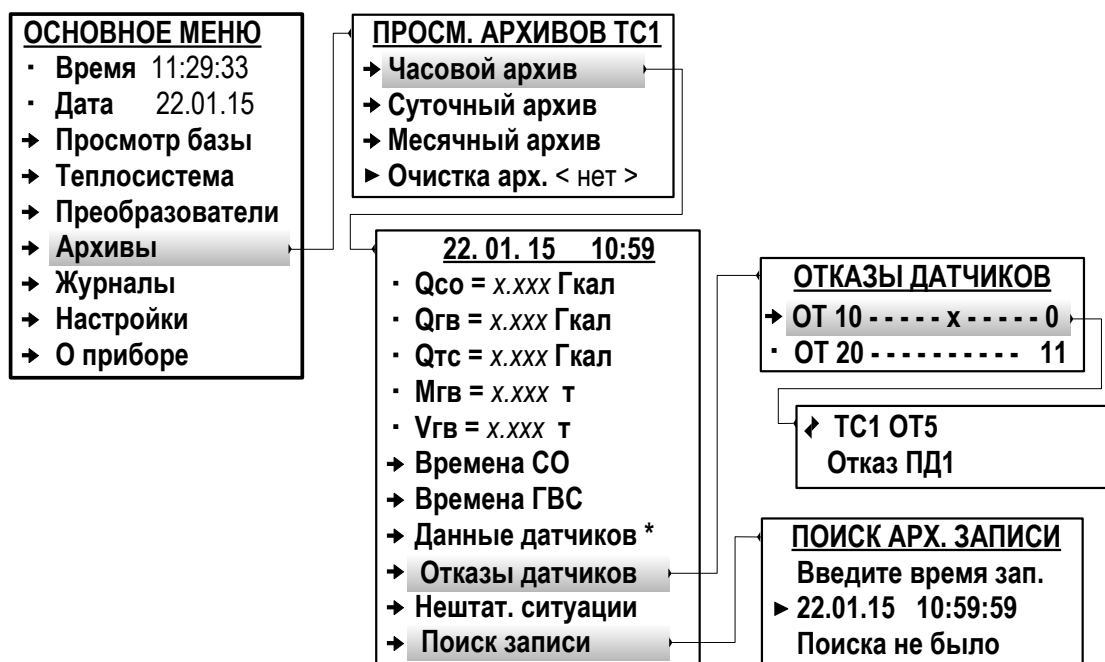 ОСНОВНОЕ МЕНЮ
· Время 11:29:33
· Дата 22.01.15
Просмотр базы
Теплосистема
Преобразователи
Архивы
Журналы
Настройки
О приборе
ПРОСМ. АРХИВОВ ТС1
Часовой архив
Суточный архив
Месячный архив
Очистка арх. < нет >
22. 01. 15 10:59
· Qсо = x.xxx Гкал
· Qгв = x.xxx Гкал
· Qтс = x.xxx Гкал
· Mгв = x.xxx т
· Vгв = x.xxx т
Времена СО
Времена ГВС
Данные датчиков *
Отказы датчиков
Нештат. ситуации
Поиск записи
ОТКАЗЫ ДАТЧИКОВ
ОТ 10 - - - - - x - - - - - 0
· ОТ 20 - - - - - - - - - - 11
ТС1 ОТ5
Отказ ПД1
ПОИСК АРХ. ЗАПИСИ
Введите время зап.
22.01.15 10:59:59
Поиска не было